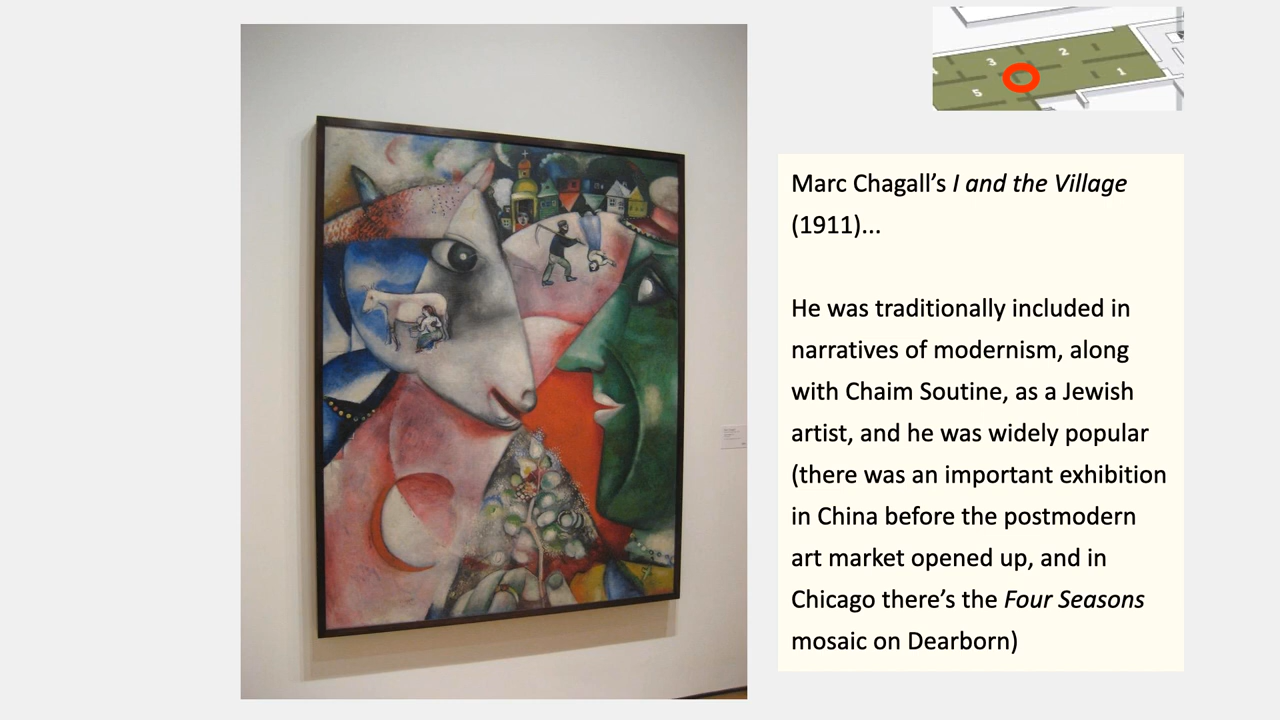 3
2
1
5
Marc Chagall’s I and the Village
(1911)...
He was traditionally included in
narratives of modernism, along
with Chaim Soutine, as a Jewish
artist, and he was widely popular
(there was an important exhibition
in China before the postmodern
art market opened up, and in
Chicago there’s the Four Seasons
mosaic on Dearborn)